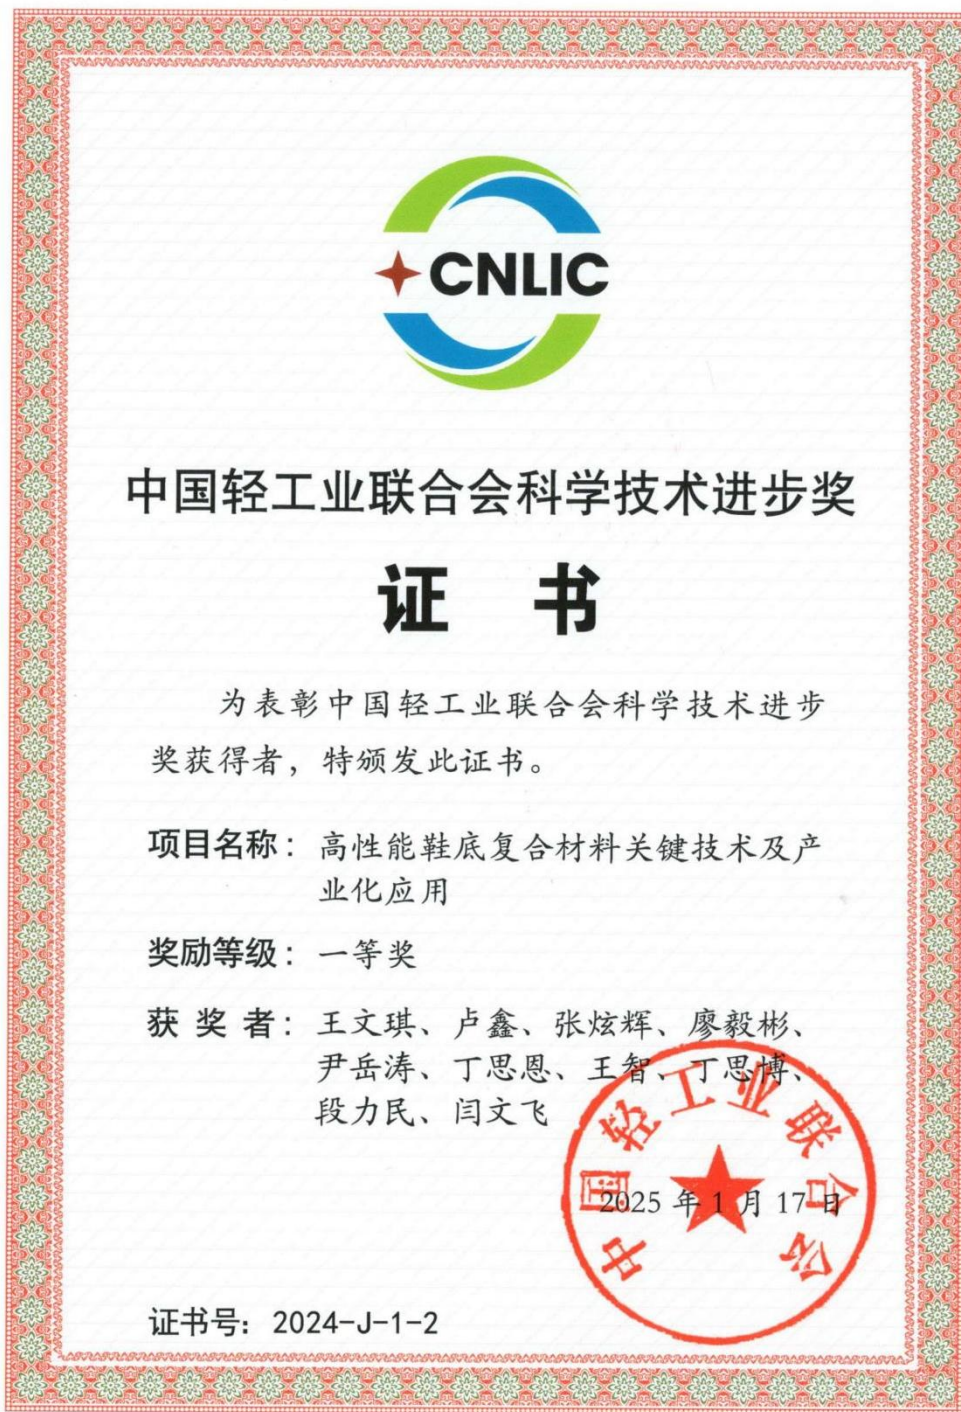 CNLIC
中国轻工业联合会科学技术进步奖
证 书
为表彰中国轻工业联合会科学技术进步
奖获得者，特颁发此证书。
项目名称：高性能鞋底复合材料关键技术及产
业化应用
奖励等级：一等奖
获 奖 者：王文琪、卢鑫、张炫辉、廖毅彬、
尹岳涛、丁思恩、王智、丁思博、
段力民、闫文飞
中国轻工业联合会
2025 年 1 月 17 日
证书号：2024-J-1-2